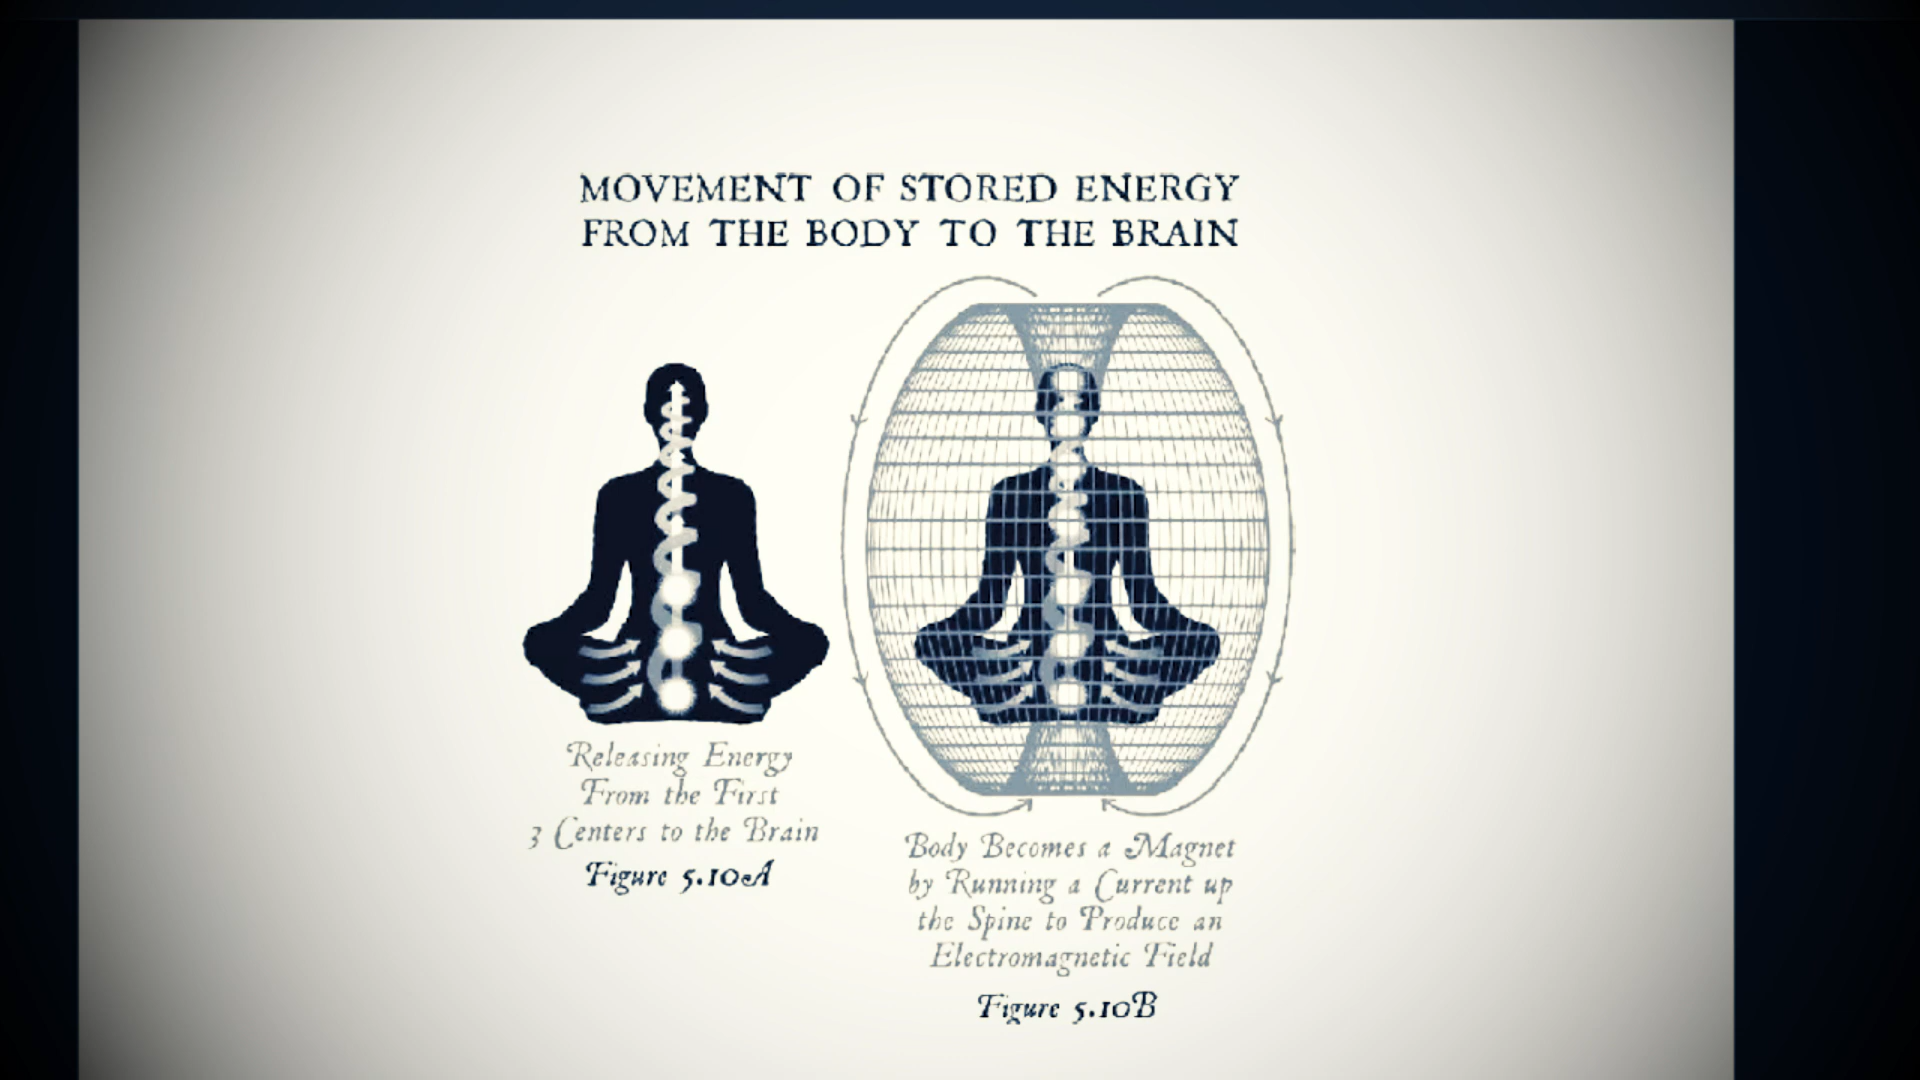 MOVEMENT OF STORED ENERGY
FROM THE BODY TO THE BRAIN
Releasing Energy
From the First
3 Centers to the Brain
Figure 5.10A
Body Becomes a Magnet
by Running a Current up
the Spine to Produce an
Electromagnetic Field
Figure 5.10B